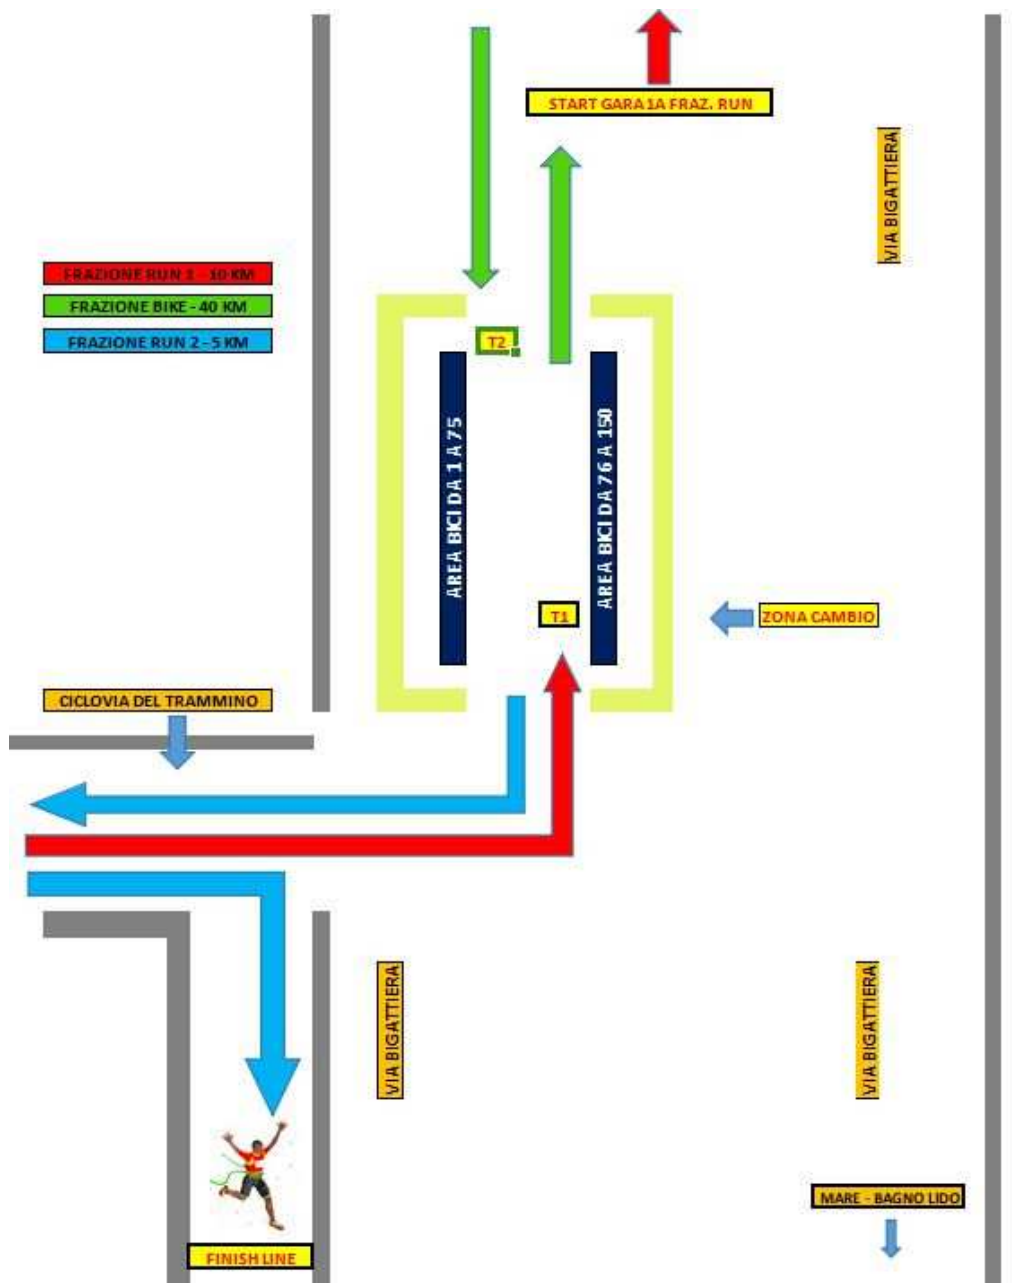 START GARA 1A FRAZ. RUN
VIA BIGATTIERA
FRAZIONE RUN 1 - 10 KM
FRAZIONE BIKE - 40 KM
FRAZIONE RUN 2 - 5 KM
T2
AREA BICI DA 1 A 75
AREA BICI DA 76 A 150
T1
ZONA CAMBIO
CICLOVIA DEL TRAMMINO
VIA BIGATTIERA
VIA BIGATTIERA
MARE - BAGNO LIDO
FINISH LINE